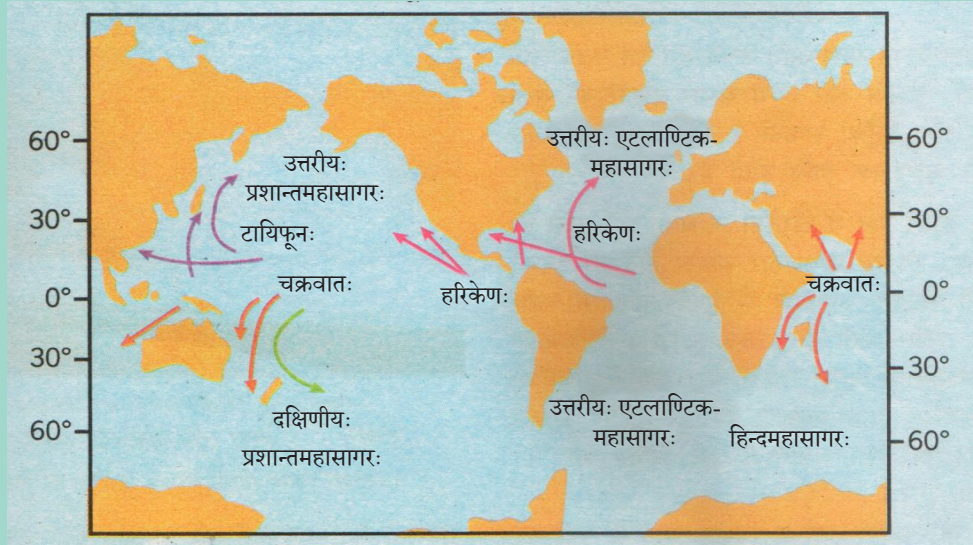 60°
30°
0°
30°
60°
उत्तरीयः
प्रशान्तमहासागरः
टायिफूनः
चक्रवातः
दक्षिणीयः
प्रशान्तमहासागरः
हरिकेणः
उत्तरीयः एटलाण्टिक-
महासागरः
हरिकेणः
उत्तरीयः एटलाण्टिक-
महासागरः
चक्रवातः
हिन्दमहासागरः
60°
30°
0°
30°
60°